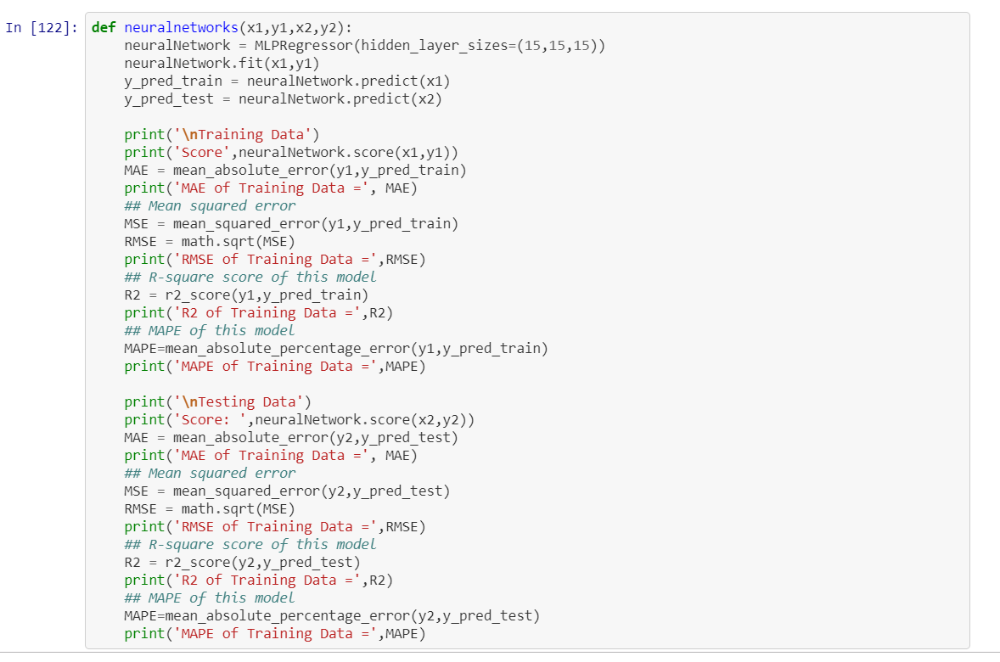 In [122]: def neuralnetworks(x1,y1,x2,y2):
    neuralNetwork = MLPRegressor(hidden_layer_sizes=(15,15,15))
    neuralNetwork.fit(x1,y1)
    y_pred_train = neuralNetwork.predict(x1)
    y_pred_test = neuralNetwork.predict(x2)

    print('\nTraining Data')
    print('Score',neuralNetwork.score(x1,y1))
    MAE = mean_absolute_error(y1,y_pred_train)
    print('MAE of Training Data =', MAE)
    ## Mean squared error
    MSE = mean_squared_error(y1,y_pred_train)
    RMSE = math.sqrt(MSE)
    print('RMSE of Training Data =',RMSE)
    ## R-square score of this model
    R2 = r2_score(y1,y_pred_train)
    print('R2 of Training Data =',R2)
    ## MAPE of this model
    MAPE=mean_absolute_percentage_error(y1,y_pred_train)
    print('MAPE of Training Data =',MAPE)

    print('\nTesting Data')
    print('Score: ',neuralNetwork.score(x2,y2))
    MAE = mean_absolute_error(y2,y_pred_test)
    print('MAE of Training Data =', MAE)
    ## Mean squared error
    MSE = mean_squared_error(y2,y_pred_test)
    RMSE = math.sqrt(MSE)
    print('RMSE of Training Data =',RMSE)
    ## R-square score of this model
    R2 = r2_score(y2,y_pred_test)
    print('R2 of Training Data =',R2)
    ## MAPE of this model
    MAPE=mean_absolute_percentage_error(y2,y_pred_test)
    print('MAPE of Training Data =',MAPE)